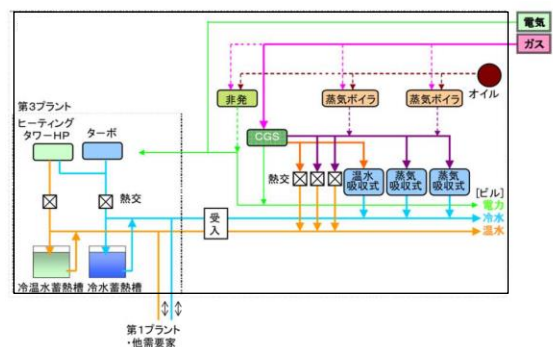 電気
ガス
オイル
非発
蒸気ボイラ
蒸気ボイラ
第3プラント
ヒーティング
タワーHP
ターボ
CGS
熱交
熱交
温水
吸収式
蒸気
吸収式
蒸気
吸収式
[ビル]
電力
冷水
温水
受
入
冷温水蓄熱槽
冷水蓄熱槽
第1プラント
・他需要家